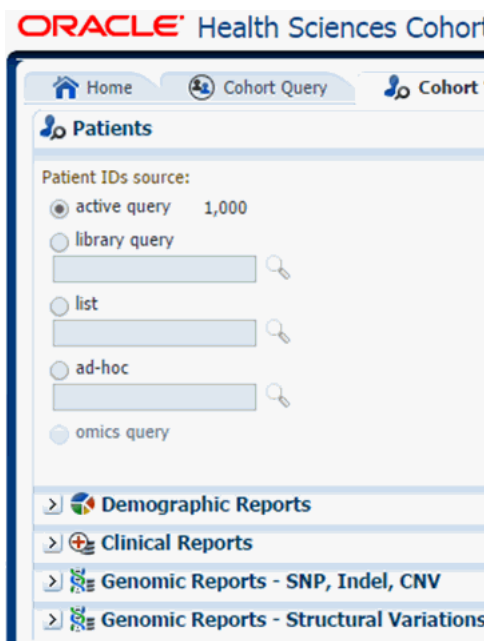 ORACLE Health Sciences Cohort
Home Cohort Query Cohort
Patients
Patient IDs source:
active query 1,000
library query
list
ad-hoc
omics query
Demographic Reports
Clinical Reports
Genomic Reports - SNP, Indel, CNV
Genomic Reports - Structural Variations